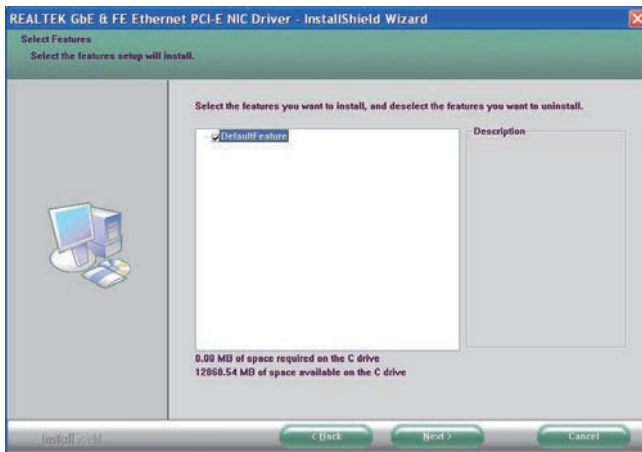 REALTEK GbE & FE Ethernet PCI-E NIC Driver - InstallShield Wizard
Select Features
Select the features setup will install.
Select the features you want to install, and deselect the features you want to uninstall.
DefaultFeature
Description
0.00 MB of space required on the C drive
12868.54 MB of space available on the C drive
InstallShield
< Back
Next >
Cancel